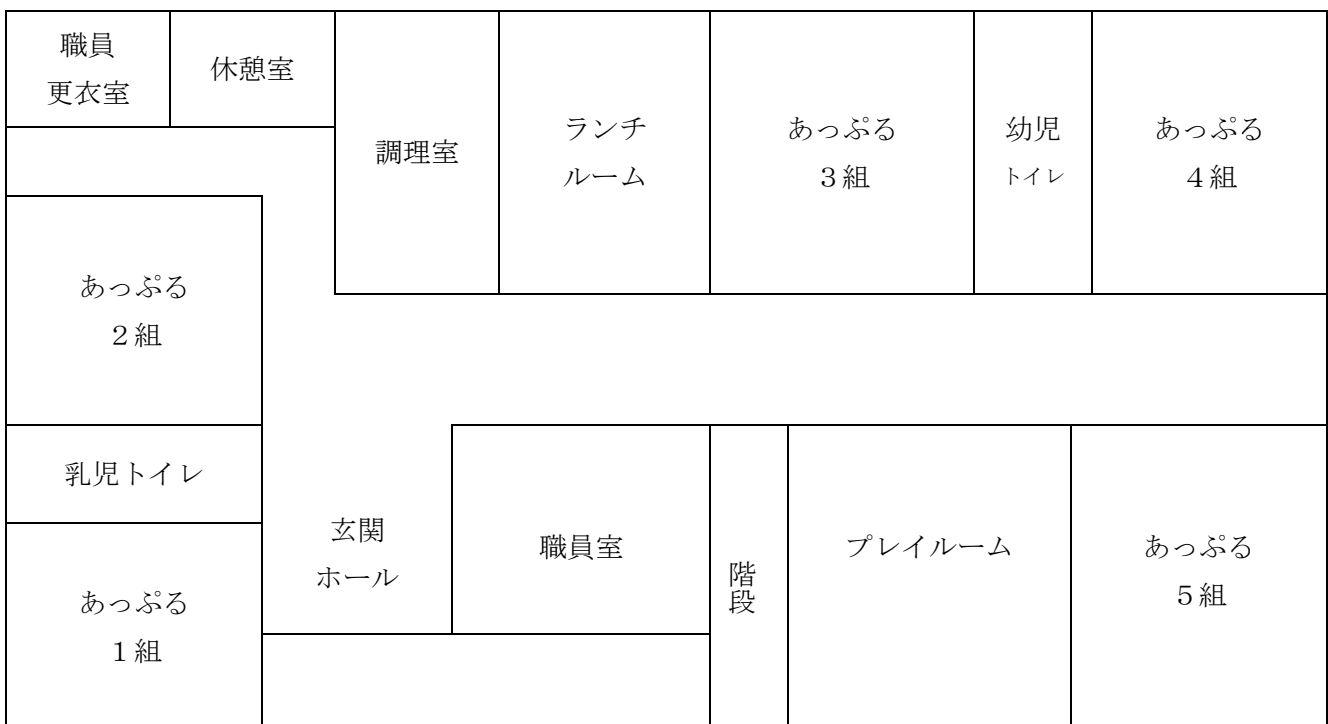 職員
更衣室
休憩室
調理室
ランチ
ルーム
あっぷる
３組
幼児
トイレ
あっぷる
４組
あっぷる
２組
乳児トイレ
あっぷる
１組
玄関
ホール
職員室
階段
プレイルーム
あっぷる
５組